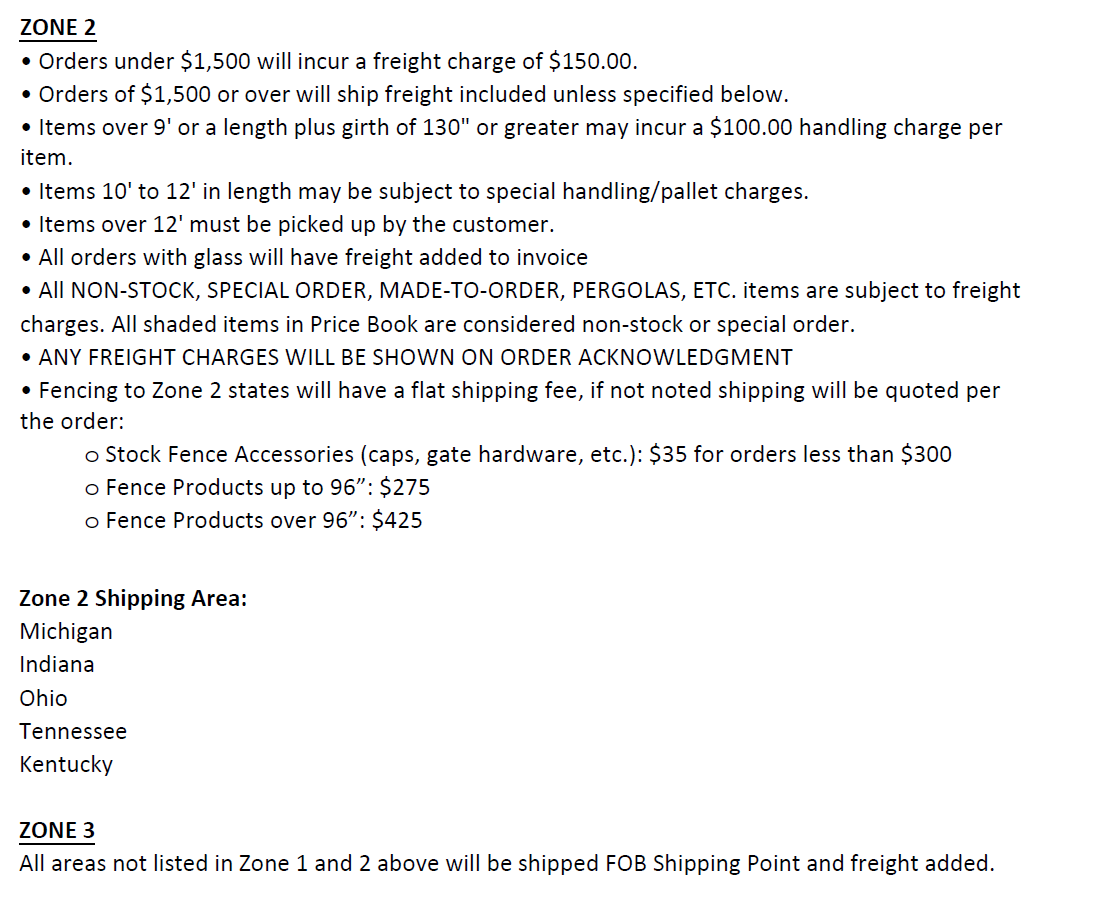 ZONE 2
• Orders under $1,500 will incur a freight charge of $150.00.
• Orders of $1,500 or over will ship freight included unless specified below.
• Items over 9' or a length plus girth of 130" or greater may incur a $100.00 handling charge per
item.
• Items 10' to 12' in length may be subject to special handling/pallet charges.
• Items over 12' must be picked up by the customer.
• All orders with glass will have freight added to invoice
• All NON-STOCK, SPECIAL ORDER, MADE-TO-ORDER, PERGOLAS, ETC. items are subject to freight
charges. All shaded items in Price Book are considered non-stock or special order.
• ANY FREIGHT CHARGES WILL BE SHOWN ON ORDER ACKNOWLEDGMENT
• Fencing to Zone 2 states will have a flat shipping fee, if not noted shipping will be quoted per
the order:
o Stock Fence Accessories (caps, gate hardware, etc.): $35 for orders less than $300
o Fence Products up to 96”: $275
o Fence Products over 96”: $425
Zone 2 Shipping Area:
Michigan
Indiana
Ohio
Tennessee
Kentucky
ZONE 3
All areas not listed in Zone 1 and 2 above will be shipped FOB Shipping Point and freight added.